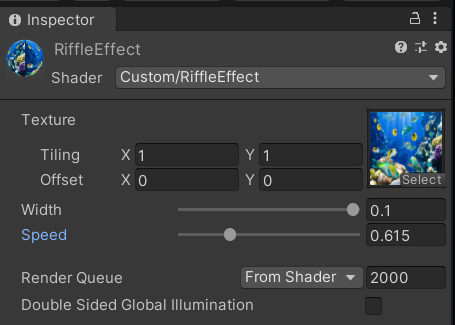 Inspector
RiffleEffect
Shader Custom/RiffleEffect
Texture
Tiling X 1 Y 1
Offset X 0 Y 0
Select
Width 0.1
Speed 0.615
Render Queue From Shader 2000
Double Sided Global Illumination